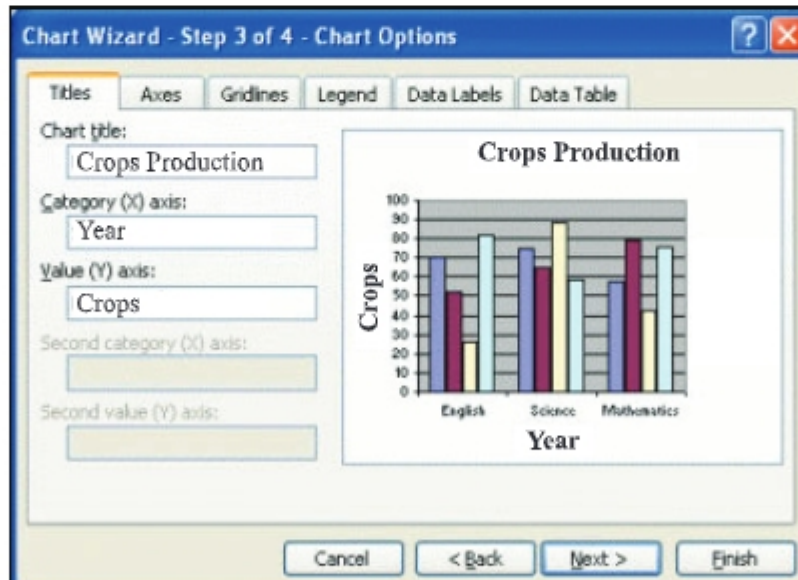 Chart Wizard - Step 3 of 4 - Chart Options
?
Titles Axes Gridlines Legend Data Labels Data Table
Chart title:
Crops Production
Category (X) axis:
Year
Value (Y) axis:
Crops
Second category (X) axis:
Second value (Y) axis:
Crops Production
Crops
100
90
80
70
60
50
40
30
20
10
0
English Science Mathematics
Year
Cancel < Back Next > Finish